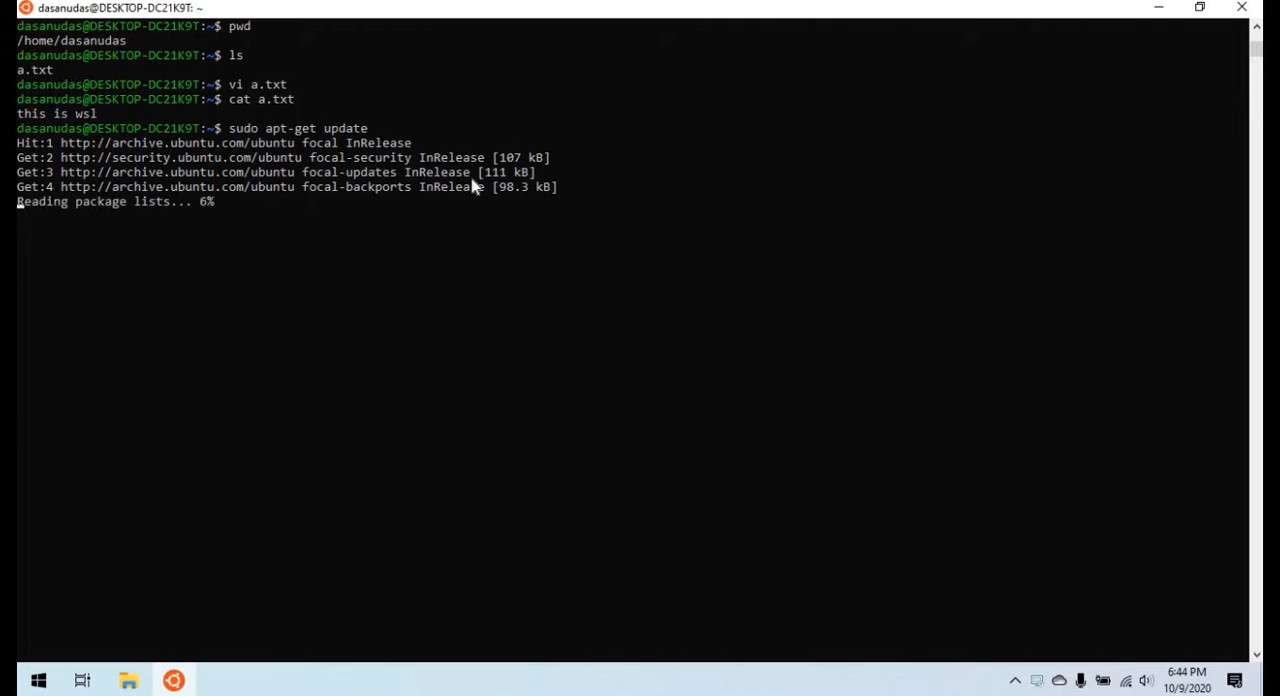 dasanudas@DESKTOP-DC21K9T: ~
dasanudas@DESKTOP-DC21K9T:~$ pwd
/home/dasanudas
dasanudas@DESKTOP-DC21K9T:~$ ls
a.txt
dasanudas@DESKTOP-DC21K9T:~$ vi a.txt
dasanudas@DESKTOP-DC21K9T:~$ cat a.txt
this is wsl
dasanudas@DESKTOP-DC21K9T:~$ sudo apt-get update
Hit:1 http://archive.ubuntu.com/ubuntu focal InRelease
Get:2 http://security.ubuntu.com/ubuntu focal-security InRelease [107 kB]
Get:3 http://archive.ubuntu.com/ubuntu focal-updates InRelease [111 kB]
Get:4 http://archive.ubuntu.com/ubuntu focal-backports InRelease [98.3 kB]
Reading package lists... 6%
6:44 PM
10/9/2020